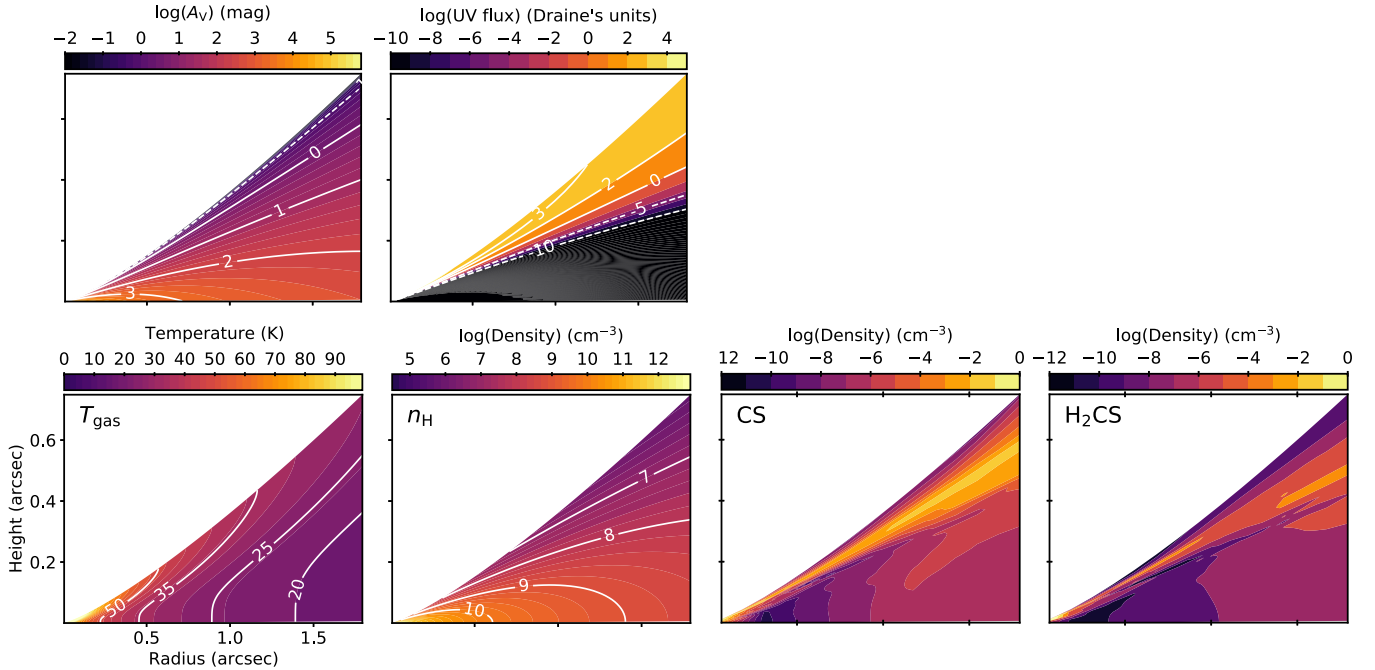 log(A_V) (mag)
log(UV flux) (Draine's units)
−2 −1 0 1 2 3 4 5
−10 −8 −6 −4 −2 0 2 4
0
1
2
3
3
2
0
-5
-10
Temperature (K)
log(Density) (cm⁻³)
log(Density) (cm⁻³)
log(Density) (cm⁻³)
0 10 20 30 40 50 60 70 80 90
5 6 7 8 9 10 11 12
12 −10 −6 −4 −2 0
−12 −10 −6 −4 −2 0
T_gas
n_H
CS
H₂CS
50
35
25
20
7
8
9
10
Height (arcsec)
0.6
0.4
0.2
0.5 1.0 1.5
Radius (arcsec)